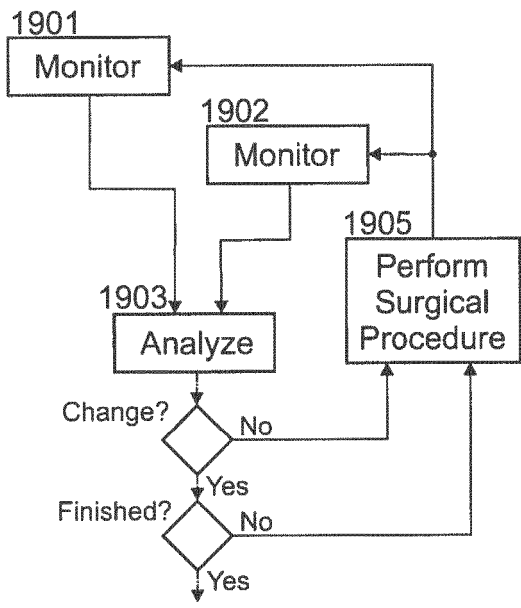 1901
Monitor
1902
Monitor
1905
Perform
Surgical
Procedure
1903
Analyze
Change?
No
Yes
Finished?
No
Yes